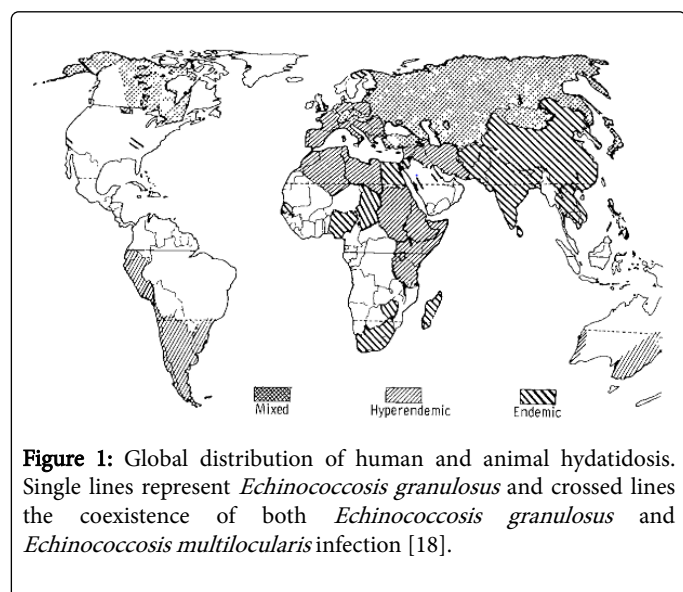 Mixed
Hyperendemic
Endemic
Figure 1: Global distribution of human and animal hydatidosis.
Single lines represent Echinococcosis granulosus and crossed lines
the coexistence of both Echinococcosis granulosus and
Echinococcosis multilocularis infection [18].